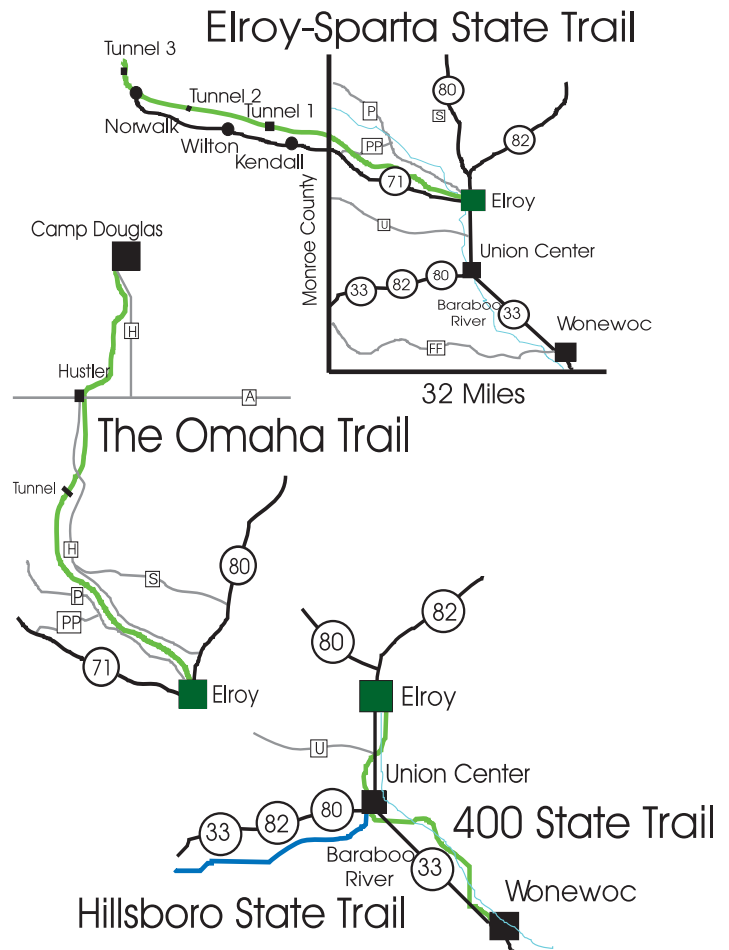 Elroy-Sparta State Trail
Tunnel 3
80
Tunnel 2
P
S
Tunnel 1
Norwalk
82
Wilton
PP
Kendall
71
Elroy
Monroe County
U
Camp Douglas
Union Center
33
82
80
Baraboo
River
33
H
Wonewoc
FF
Hustler
32 Miles
A
The Omaha Trail
Tunnel
H
80
S
P
PP
82
80
71
Elroy
Elroy
U
Union Center
33
82
80
400 State Trail
Baraboo
River
33
Wonewoc
Hillsboro State Trail